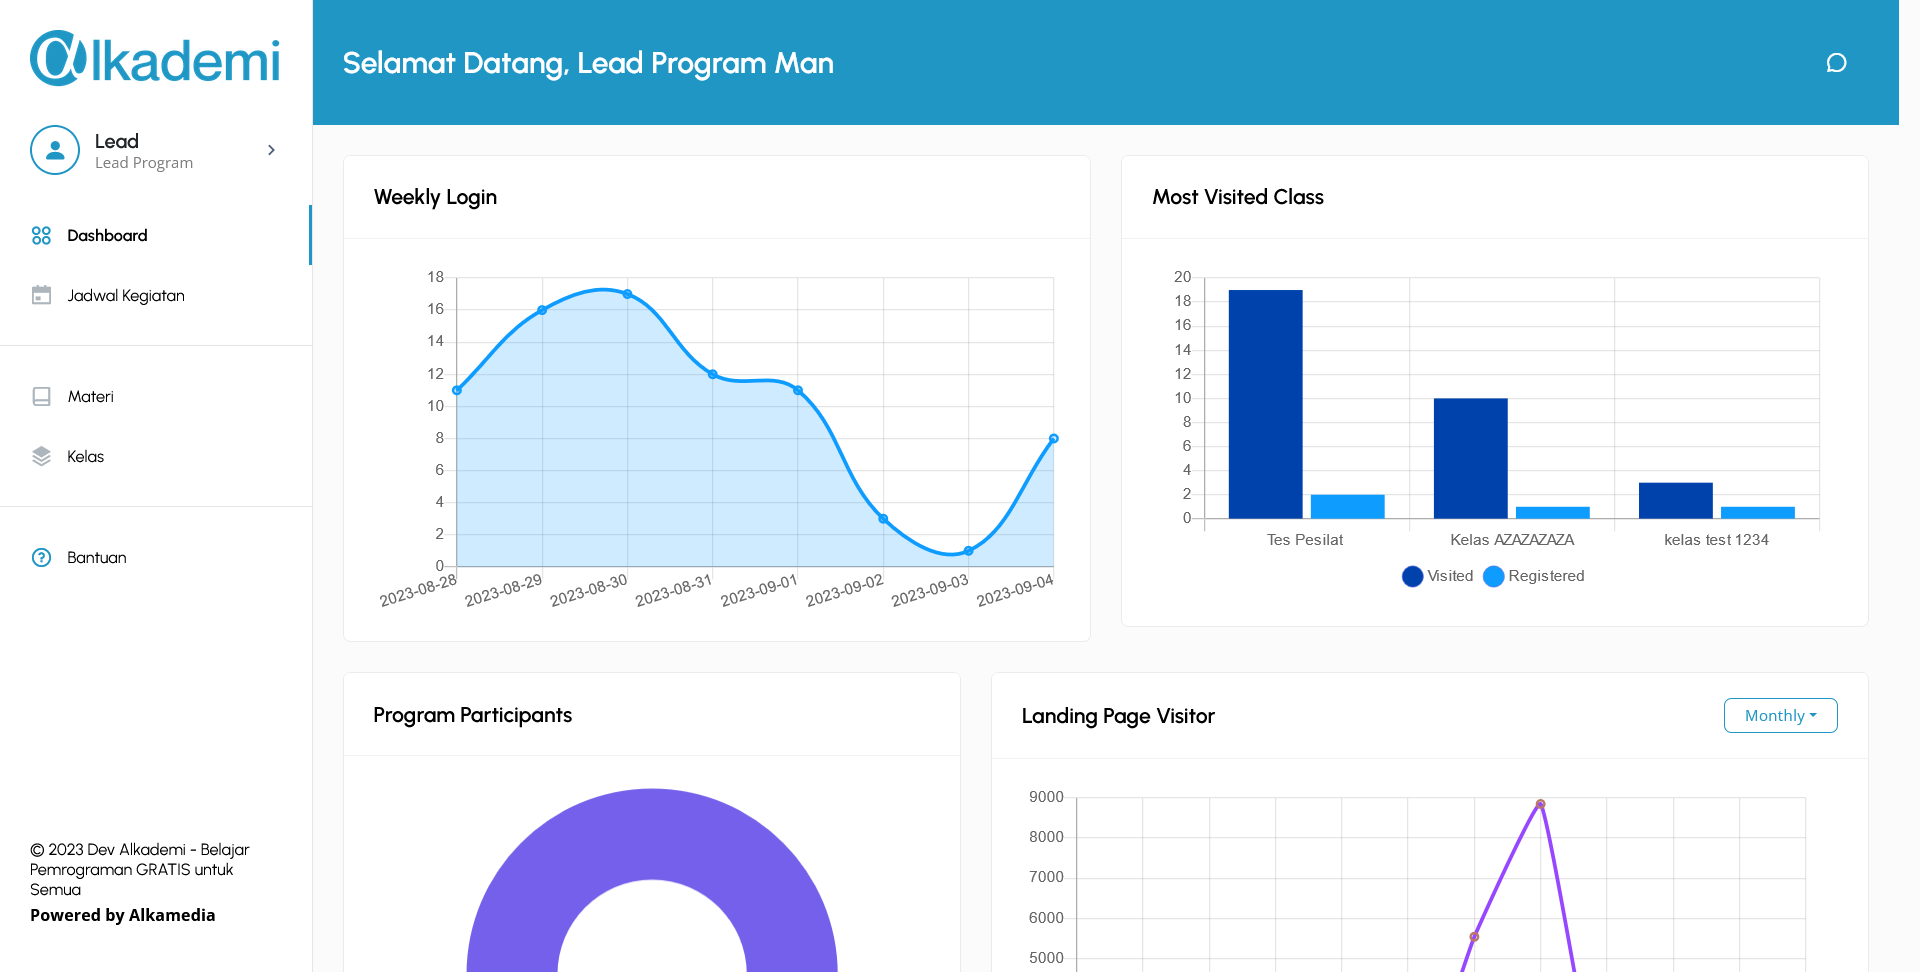 αlkademi
Lead
Lead Program
Dashboard
Jadwal Kegiatan
Materi
Kelas
Bantuan
© 2023 Dev Alkademi - Belajar
Pemrograman GRATIS untuk
Semua
Powered by Alkamedia
Selamat Datang, Lead Program Man
Weekly Login
18
16
14
12
10
8
6
4
2
0
2023-08-28
2023-08-29
2023-08-30
2023-08-31
2023-09-01
2023-09-02
2023-09-03
2023-09-04
Most Visited Class
20
18
16
14
12
10
8
6
4
2
0
Tes Pesilat
Kelas AZAZAZAZA
kelas test 1234
Visited
Registered
Program Participants
Landing Page Visitor
Monthly
9000
8000
7000
6000
5000